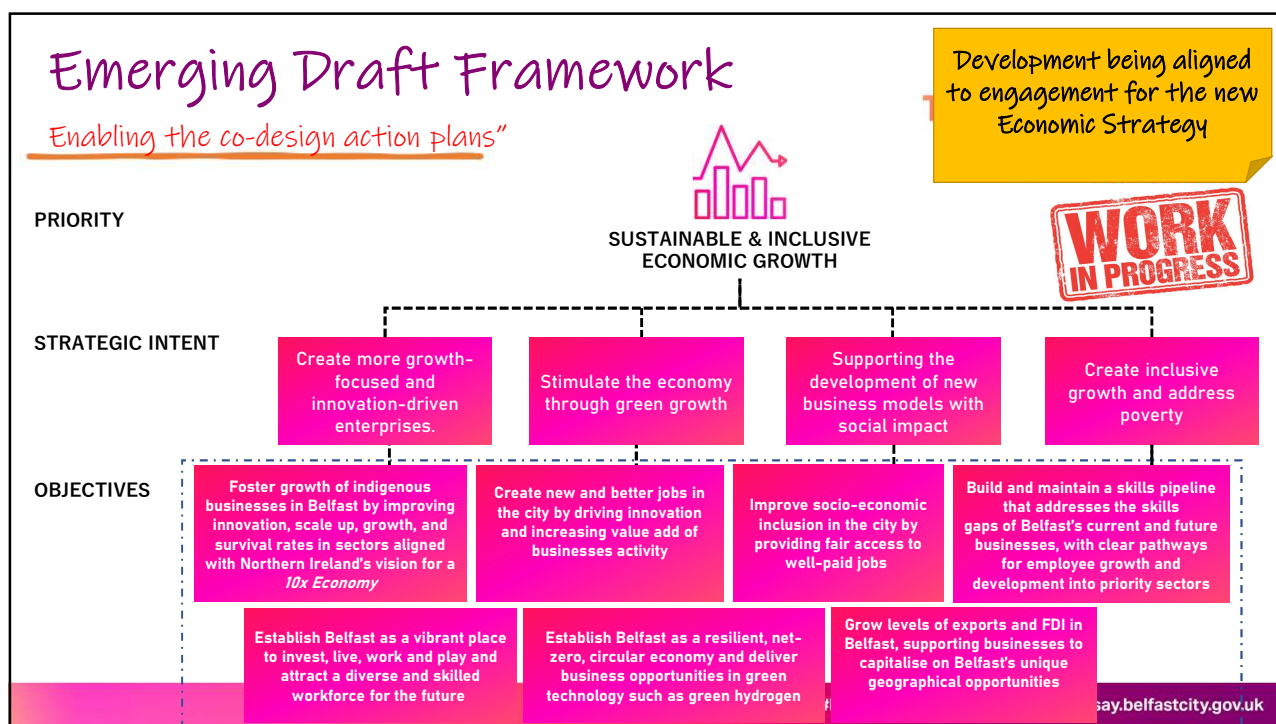 Emerging Draft Framework
Enabling the co-design action plans"
Development being aligned
to engagement for the new
Economic Strategy
PRIORITY
SUSTAINABLE & INCLUSIVE
ECONOMIC GROWTH
WORK
IN PROGRESS
STRATEGIC INTENT
Create more growth-
focused and
innovation-driven
enterprises.
Stimulate the economy
through green growth
Supporting the
development of new
business models with
social impact
Create inclusive
growth and address
poverty
OBJECTIVES
Foster growth of indigenous
businesses in Belfast by improving
innovation, scale up, growth, and
survival rates in sectors aligned
with Northern Ireland's vision for a
10x Economy
Create new and better jobs in
the city by driving innovation
and increasing value add of
businesses activity
Improve socio-economic
inclusion in the city by
providing fair access to
well-paid jobs
Build and maintain a skills pipeline
that addresses the skills
gaps of Belfast's current and future
businesses, with clear pathways
for employee growth and
development into priority sectors
Establish Belfast as a vibrant place
to invest, live, work and play and
attract a diverse and skilled
workforce for the future
Establish Belfast as a resilient, net-
zero, circular economy and deliver
business opportunities in green
technology such as green hydrogen
Grow levels of exports and FDI in
Belfast, supporting businesses to
capitalise on Belfast's unique
geographical opportunities
say.belfastcity.gov.uk